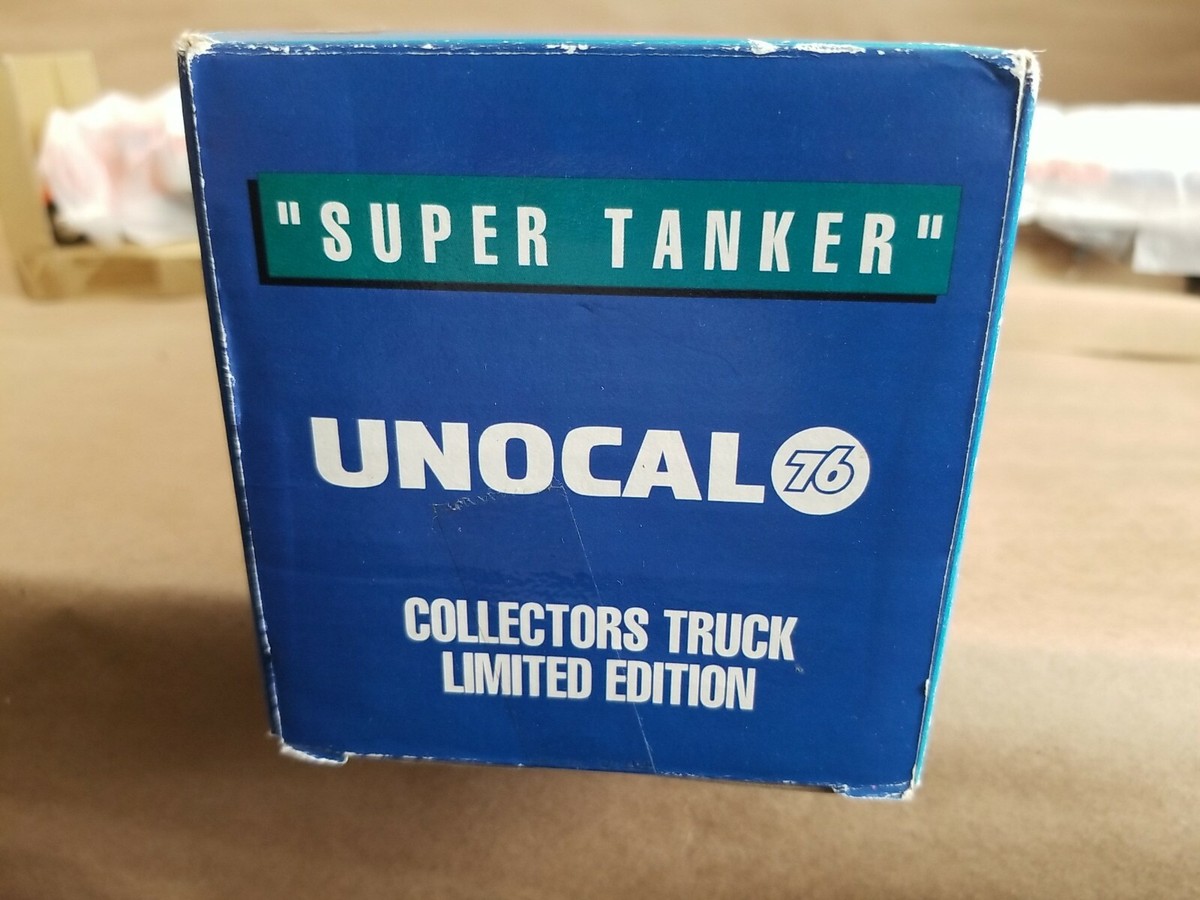 "SUPER TANKER"
UNOCAL 76
COLLECTORS TRUCK
LIMITED EDITION